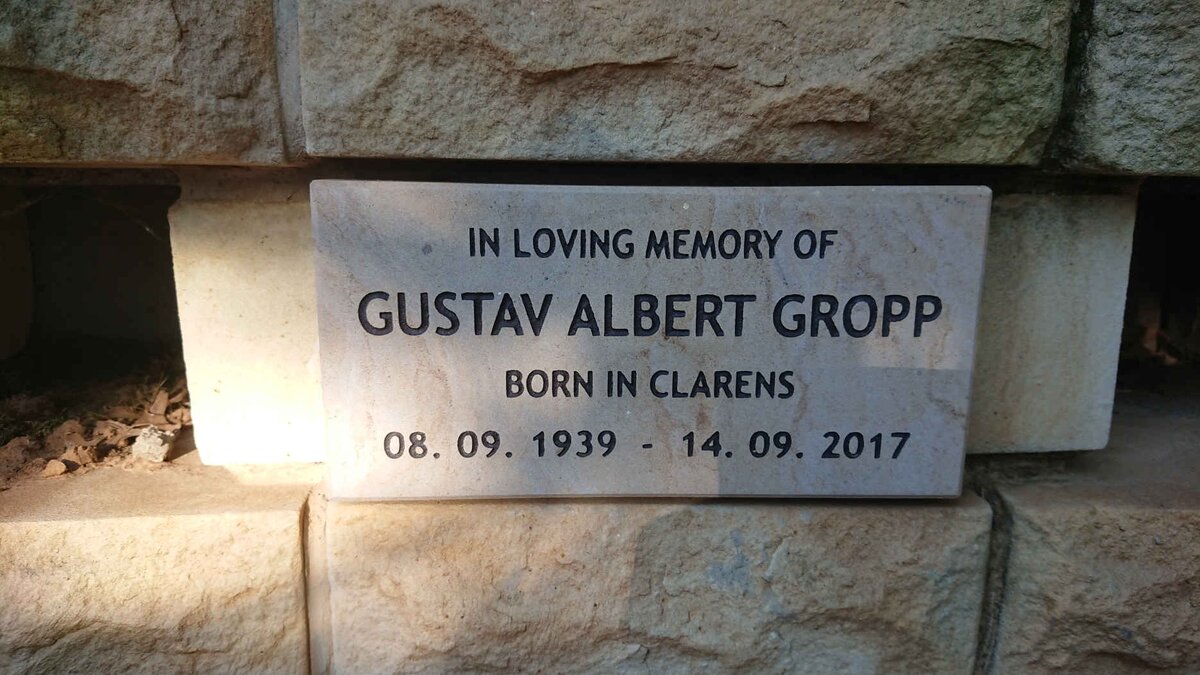 IN LOVING MEMORY OF
GUSTAV ALBERT GROPP
BORN IN CLARENS
08. 09. 1939 - 14. 09. 2017